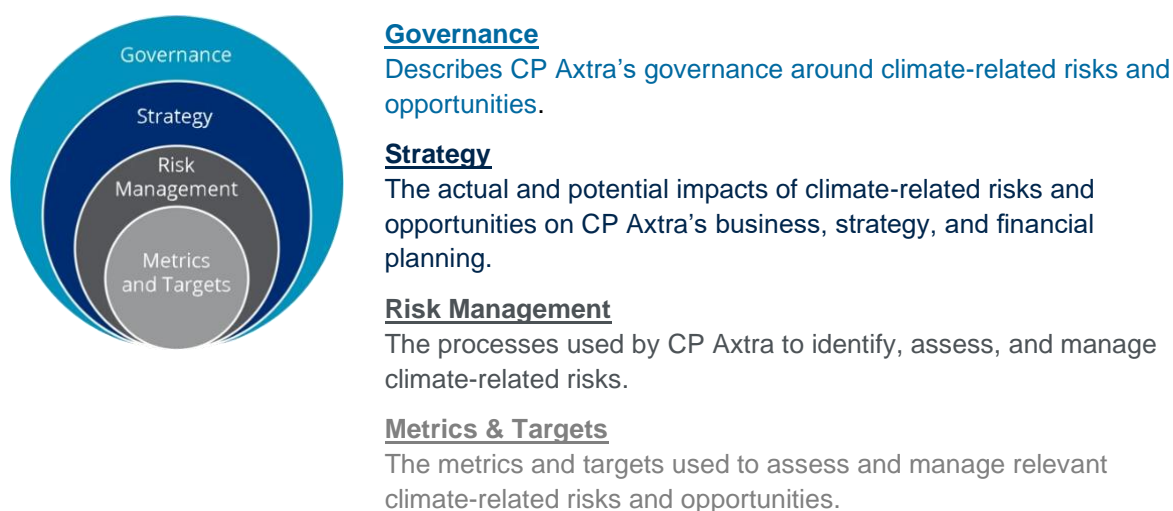 Governance
Strategy
Risk
Management
Metrics
and Targets
Governance
Describes CP Axtra’s governance around climate-related risks and
opportunities.
Strategy
The actual and potential impacts of climate-related risks and
opportunities on CP Axtra’s business, strategy, and financial
planning.
Risk Management
The processes used by CP Axtra to identify, assess, and manage
climate-related risks.
Metrics & Targets
The metrics and targets used to assess and manage relevant
climate-related risks and opportunities.